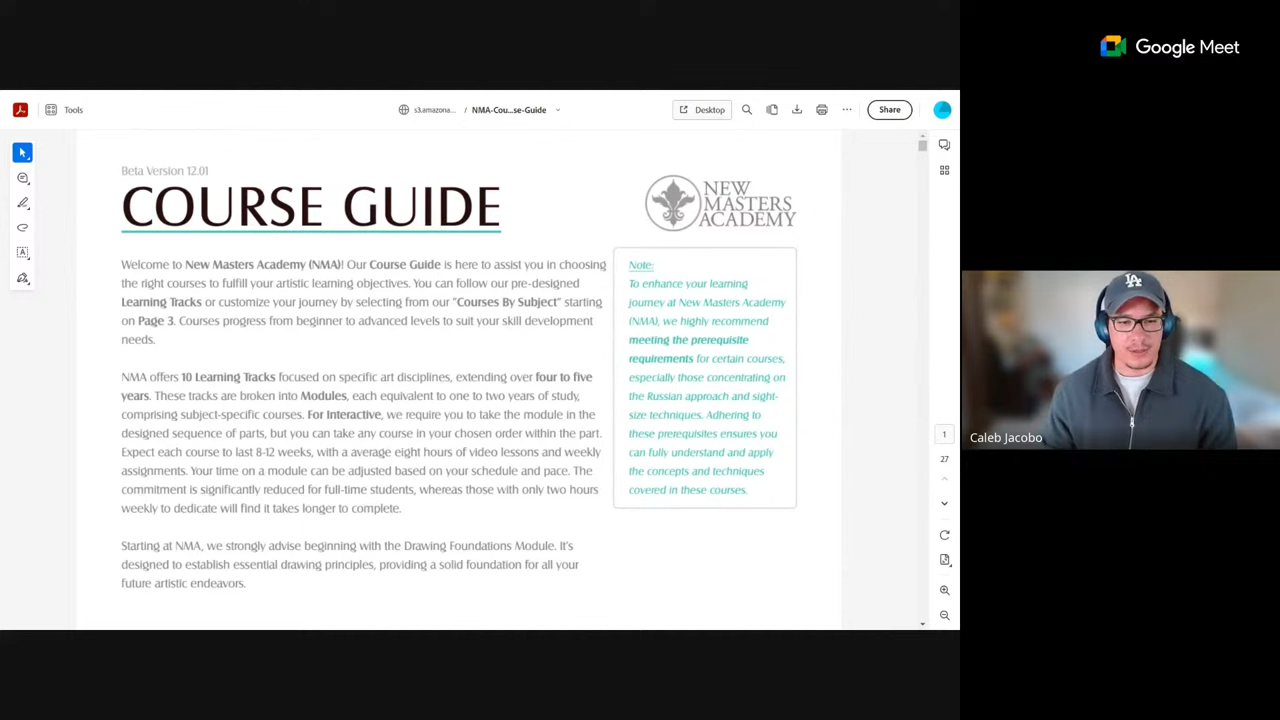 Google Meet
Tools
s3.amazona... / NMA-Cou...se-Guide
Desktop
Share
Beta Version 12.01
COURSE GUIDE
NEW
MASTERS
ACADEMY
Welcome to New Masters Academy (NMA)! Our Course Guide is here to assist you in choosing
the right courses to fulfill your artistic learning objectives. You can follow our pre-designed
Learning Tracks or customize your journey by selecting from our "Courses By Subject" starting
on Page 3. Courses progress from beginner to advanced levels to suit your skill development
needs.
NMA offers 10 Learning Tracks focused on specific art disciplines, extending over four to five
years. These tracks are broken into Modules, each equivalent to one to two years of study,
comprising subject-specific courses. For Interactive, we require you to take the module in the
designed sequence of parts, but you can take any course in your chosen order within the part.
Expect each course to last 8-12 weeks, with a average eight hours of video lessons and weekly
assignments. Your time on a module can be adjusted based on your schedule and pace. The
commitment is significantly reduced for full-time students, whereas those with only two hours
weekly to dedicate will find it takes longer to complete.
Starting at NMA, we strongly advise beginning with the Drawing Foundations Module. It's
designed to establish essential drawing principles, providing a solid foundation for all your
future artistic endeavors.
Note:
To enhance your learning
journey at New Masters Academy
(NMA), we highly recommend
meeting the prerequisite
requirements for certain courses,
especially those concentrating on
the Russian approach and sight-
size techniques. Adhering to
these prerequisites ensures you
can fully understand and apply
the concepts and techniques
covered in these courses.
1
27
LA
Caleb Jacobo